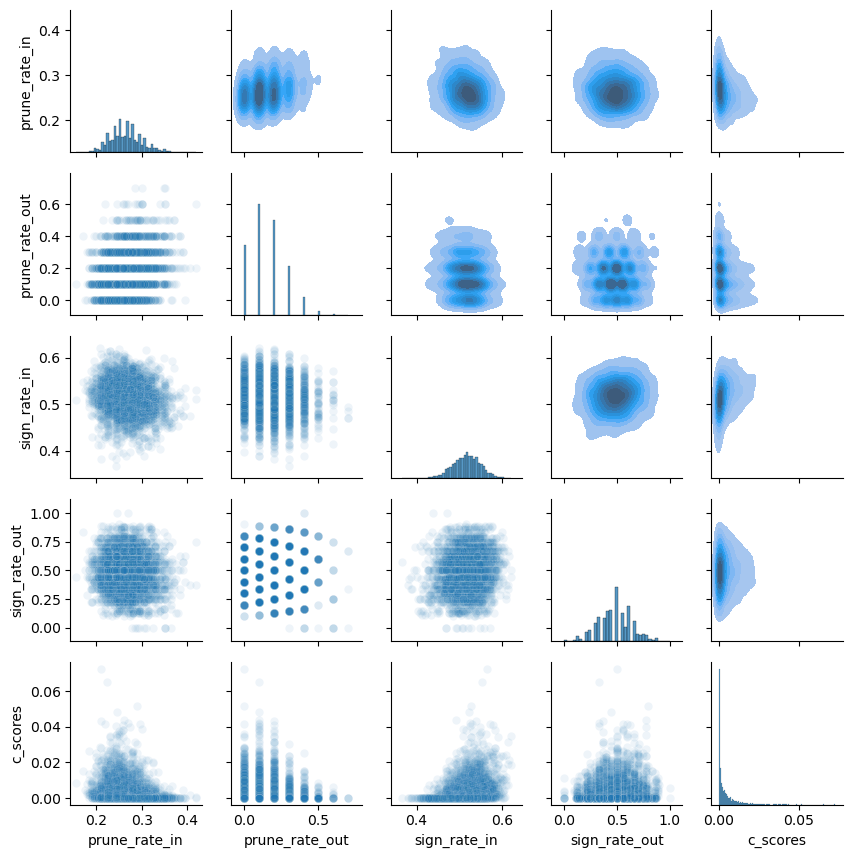 prune_rate_in
0.4
0.3
0.2
prune_rate_out
0.6
0.4
0.2
0.0
sign_rate_in
0.6
0.5
0.4
sign_rate_out
1.00
0.75
0.50
0.25
0.00
c_scores
0.06
0.04
0.02
0.00
0.2 0.3 0.4 0.0 0.5 0.4 0.6 0.0 0.5 1.0 0.00 0.05
prune_rate_in prune_rate_out sign_rate_in sign_rate_out c_scores